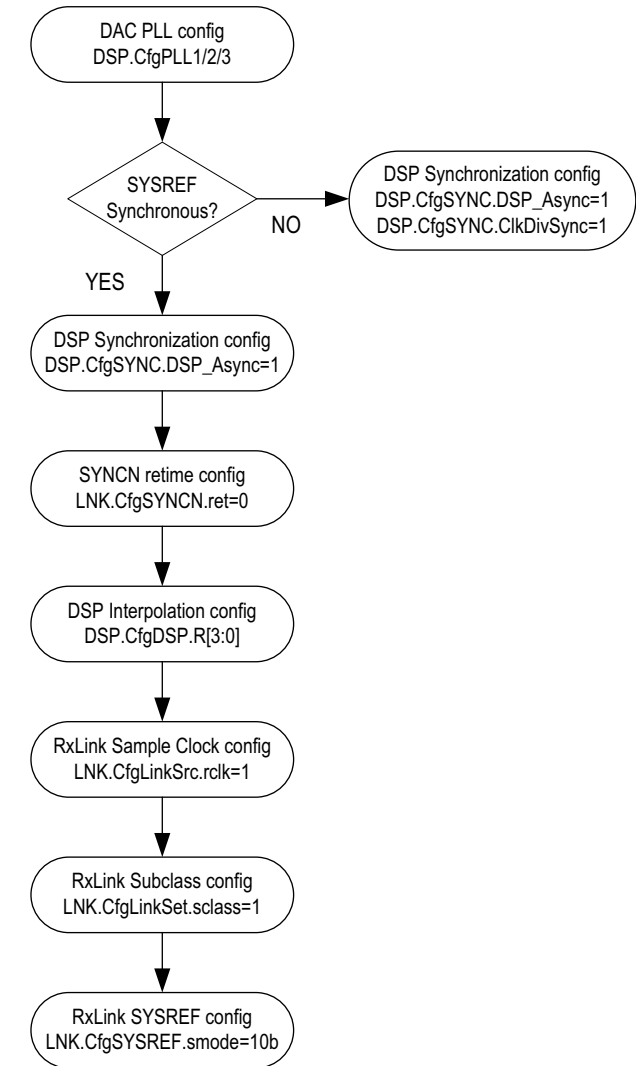 DAC PLL config
DSP.CfgPLL1/2/3
SYSREF
Synchronous?
NO
DSP Synchronization config
DSP.CfgSYNC.DSP_Async=1
DSP.CfgSYNC.ClkDivSync=1
YES
DSP Synchronization config
DSP.CfgSYNC.DSP_Async=1
SYNCN retime config
LNK.CfgSYNCN.ret=0
DSP Interpolation config
DSP.CfgDSP.R[3:0]
RxLink Sample Clock config
LNK.CfgLinkSrc.rclk=1
RxLink Subclass config
LNK.CfgLinkSet.sclass=1
RxLink SYSREF config
LNK.CfgSYSREF.smode=10b